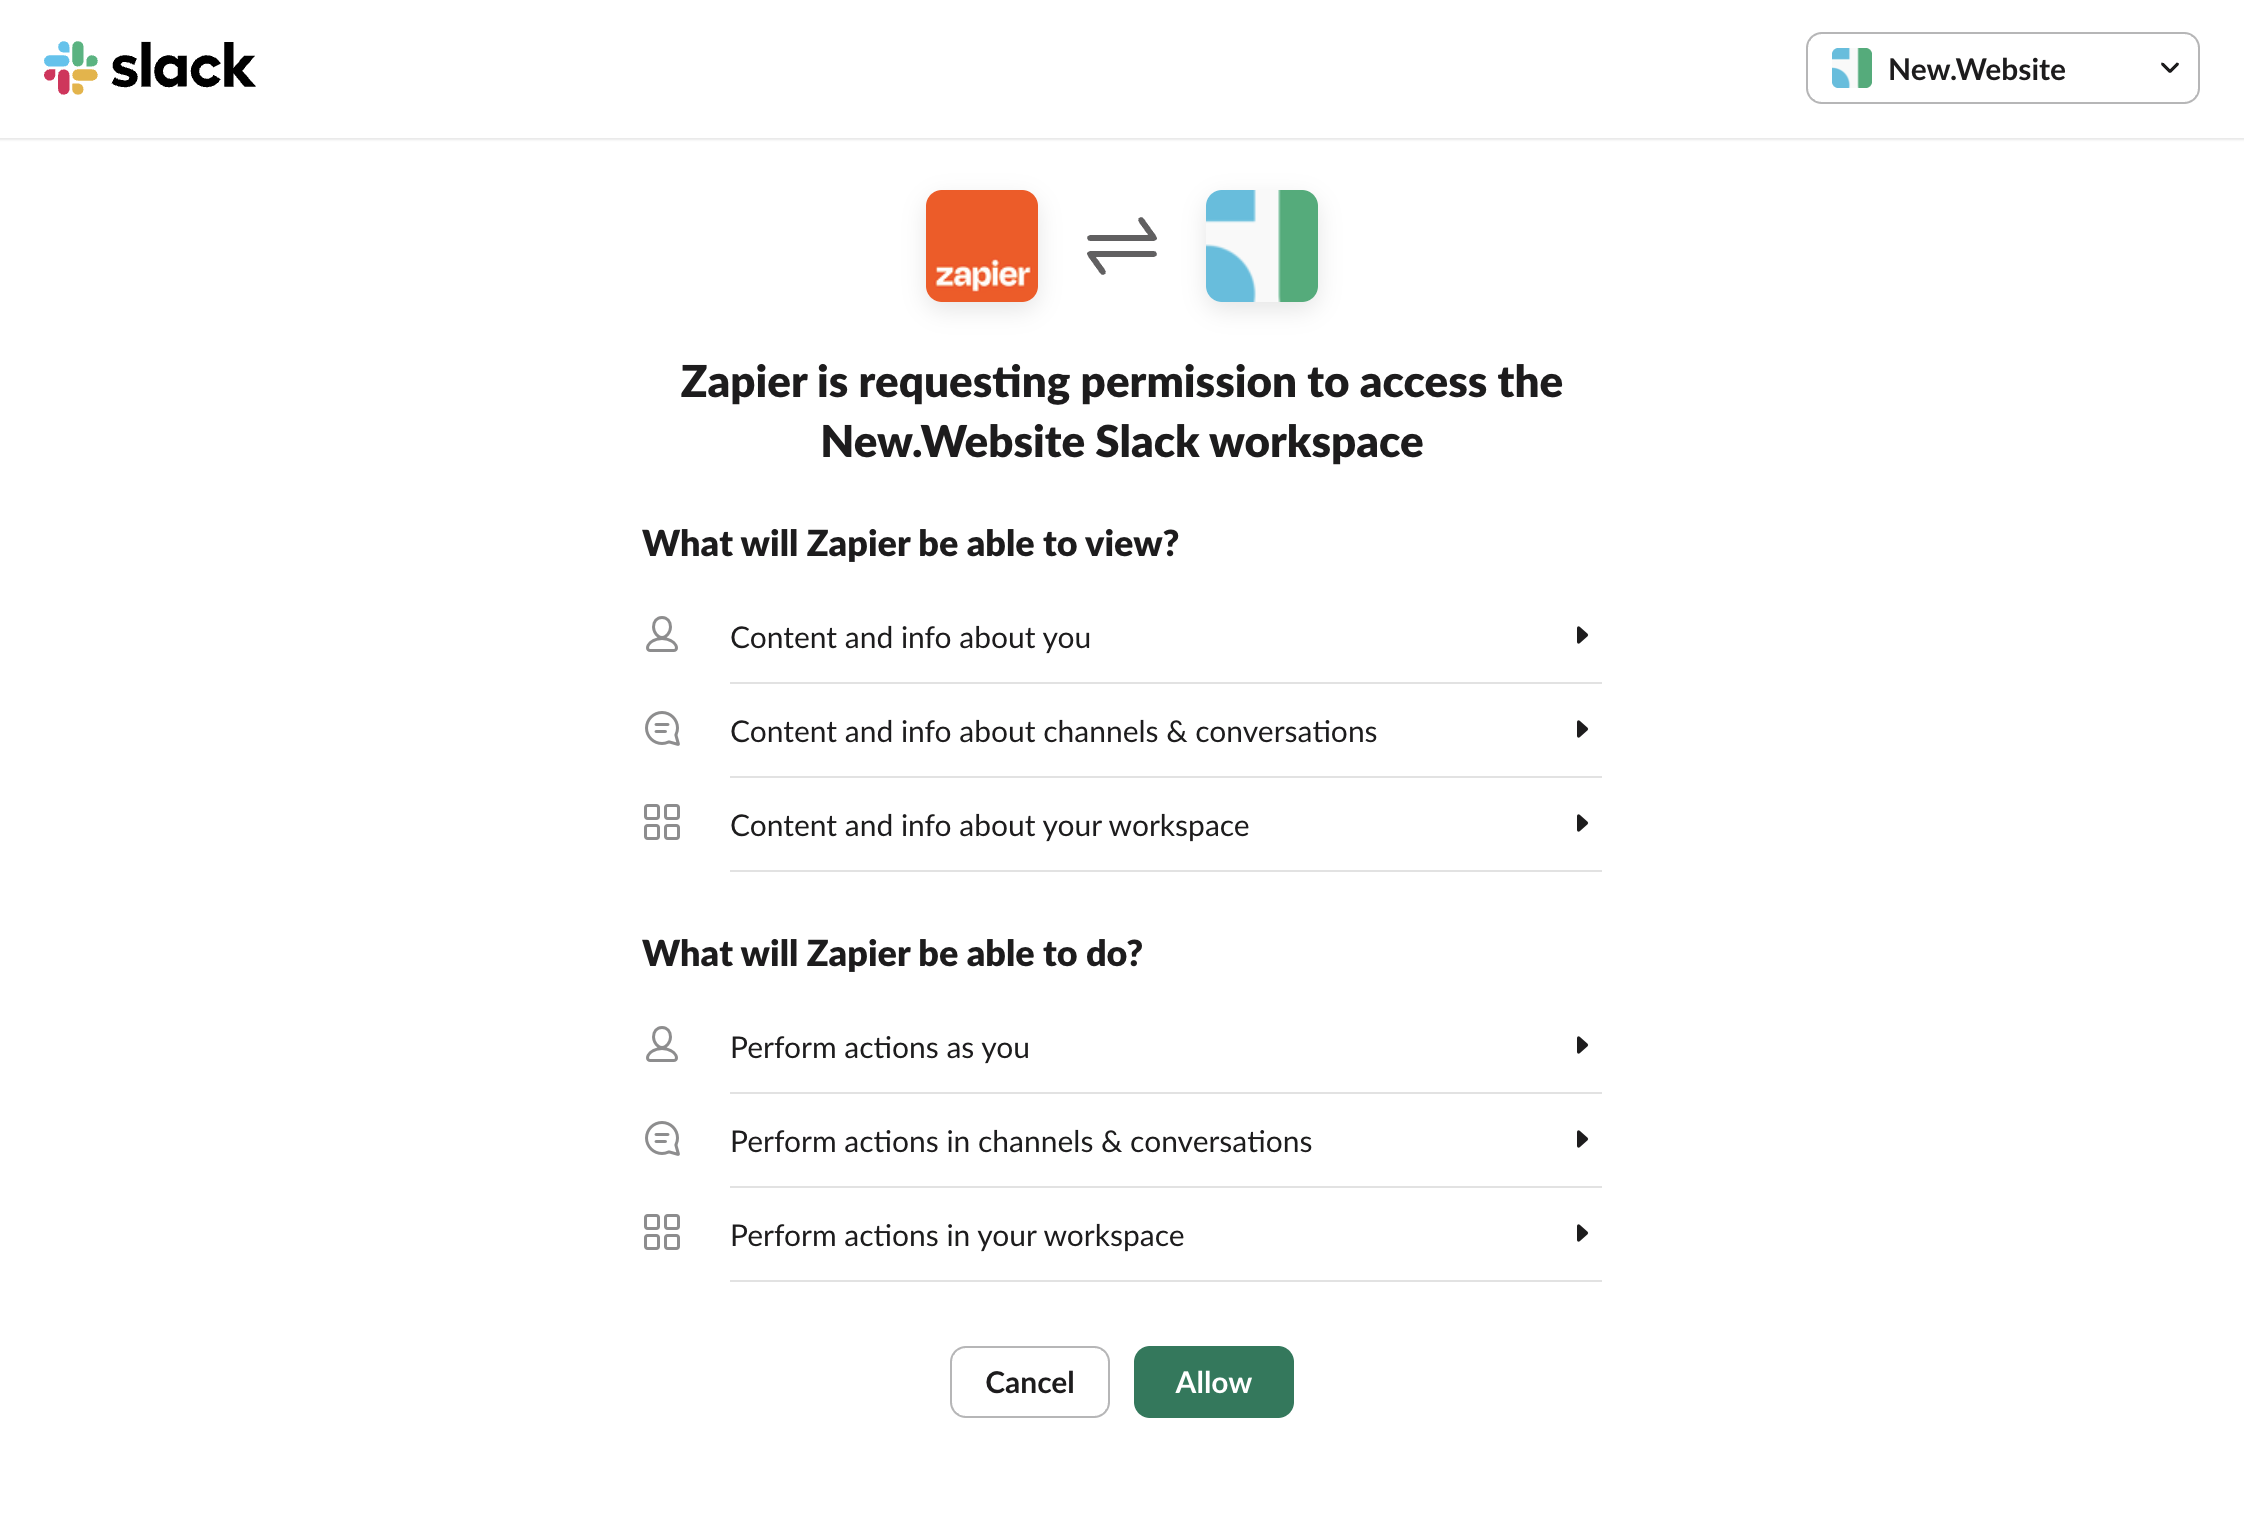 slack
New.Website
zapier
Zapier is requesting permission to access the
New.Website Slack workspace
What will Zapier be able to view?
Content and info about you
Content and info about channels & conversations
Content and info about your workspace
What will Zapier be able to do?
Perform actions as you
Perform actions in channels & conversations
Perform actions in your workspace
Cancel
Allow